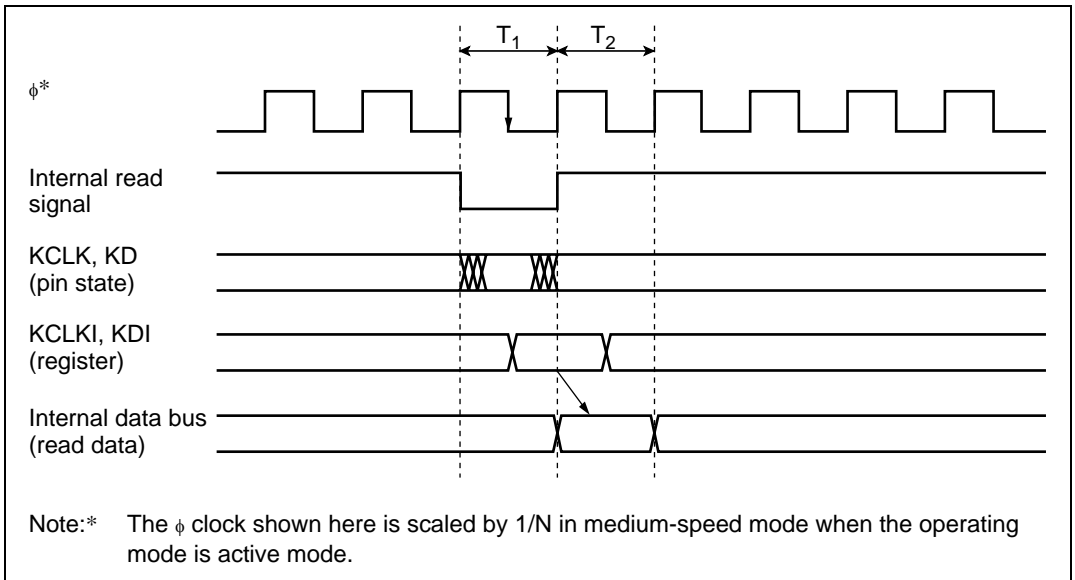 T1 T2
ϕ*
Internal read
signal
KCLK, KD
(pin state)
KCLKI, KDI
(register)
Internal data bus
(read data)
Note:* The ϕ clock shown here is scaled by 1/N in medium-speed mode when the operating
mode is active mode.